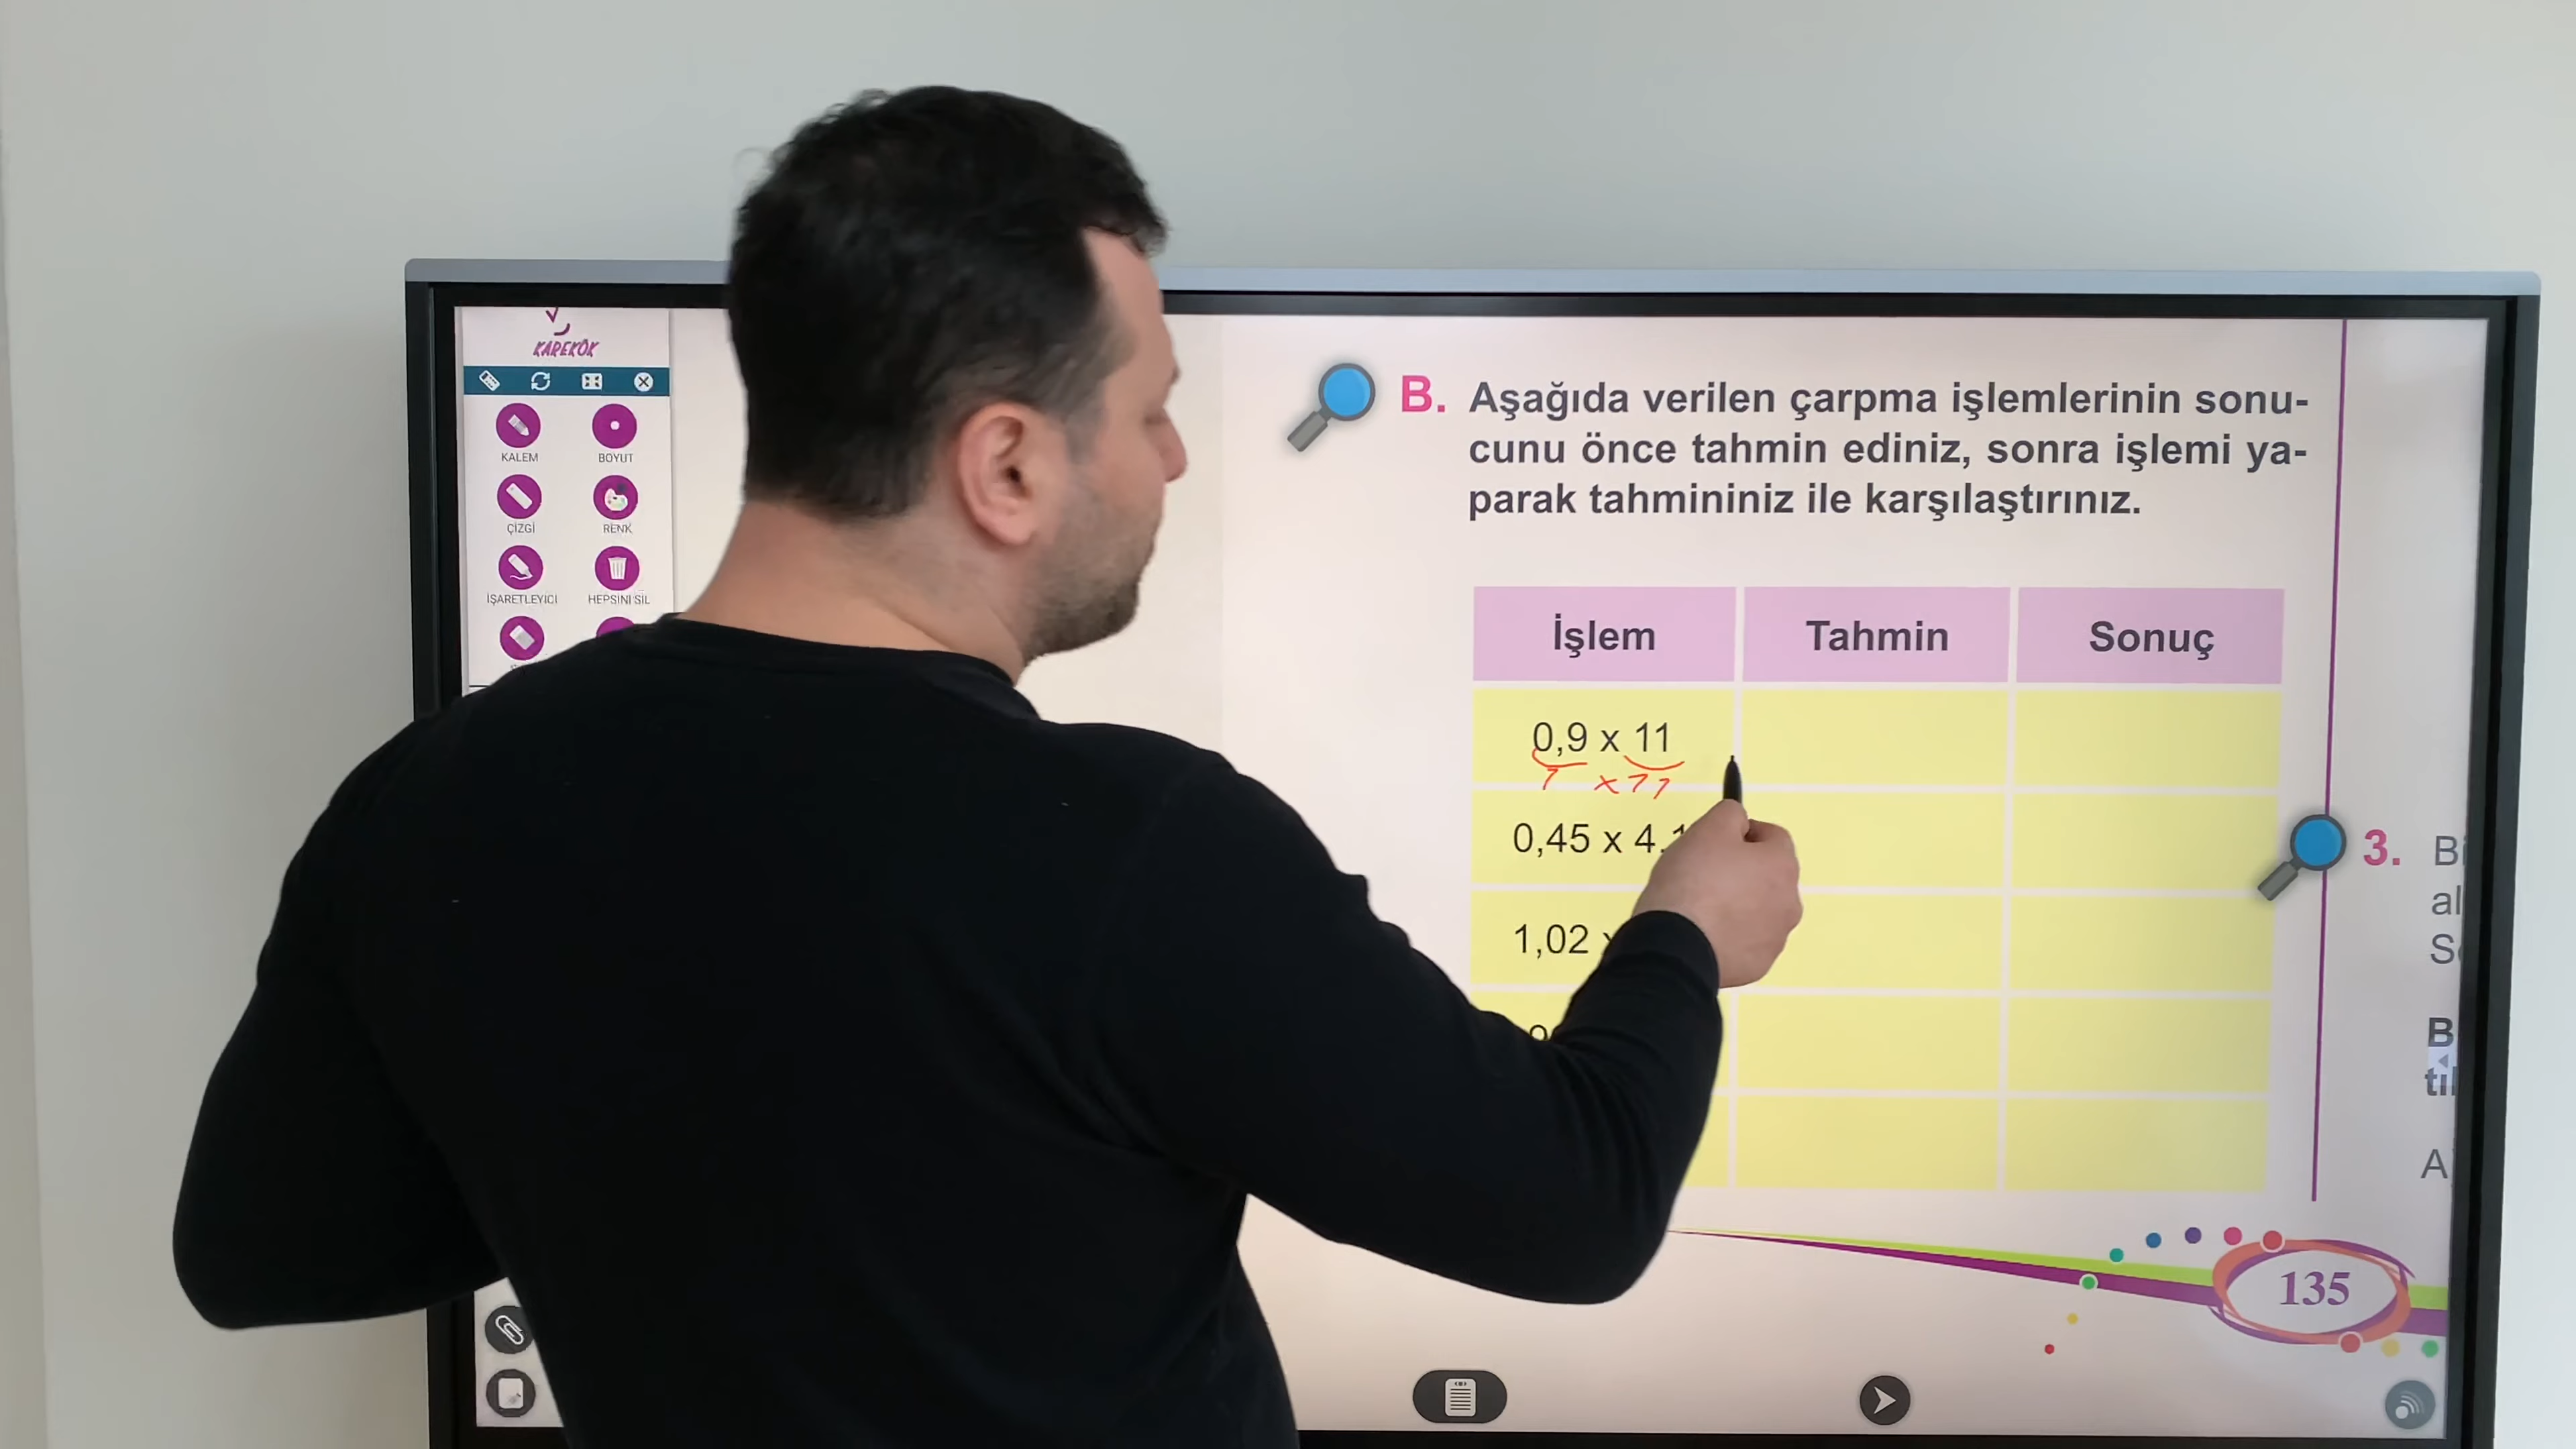 KAREKÖK
KALEM
BOYUT
ÇİZGİ
RENK
İŞARETLEYİCİ
HEPSİNİ SİL
B. Aşağıda verilen çarpma işlemlerinin sonu-
cunu önce tahmin ediniz, sonra işlemi ya-
parak tahmininiz ile karşılaştırınız.
İşlem Tahmin Sonuç
0,9 x 11
1 x 11
0,45 x 4
1,02
3.
135